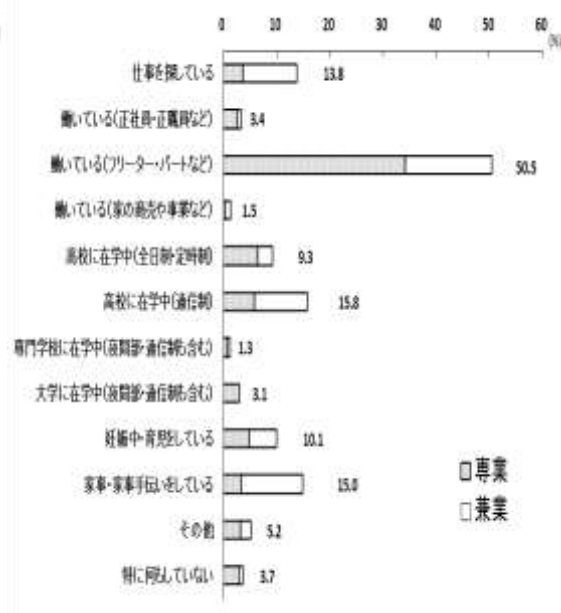 0 10 20 30 40 50 60
(%)
仕事を探している 13.8
働いている(正社員・正職員など) 3.4
働いている(フリーター・パートなど) 50.5
働いている(家の商売や事業など) 1.5
高校に在学中(全日制・定時制) 9.3
高校に在学中(通信制) 15.8
専門学校に在学中(夜間部・通信制も含む) 1.3
大学に在学中(夜間部・通信制も含む) 3.1
妊娠中・育児をしている 10.1
家事・家事手伝いをしている 15.0
その他 5.2
特に何もしていない 3.7
専業
兼業